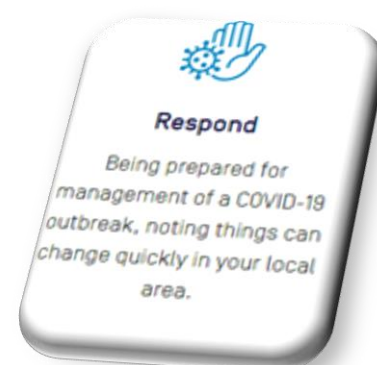 Respond
Being prepared for
management of a COVID-19
outbreak, noting things can
change quickly in your local
area.